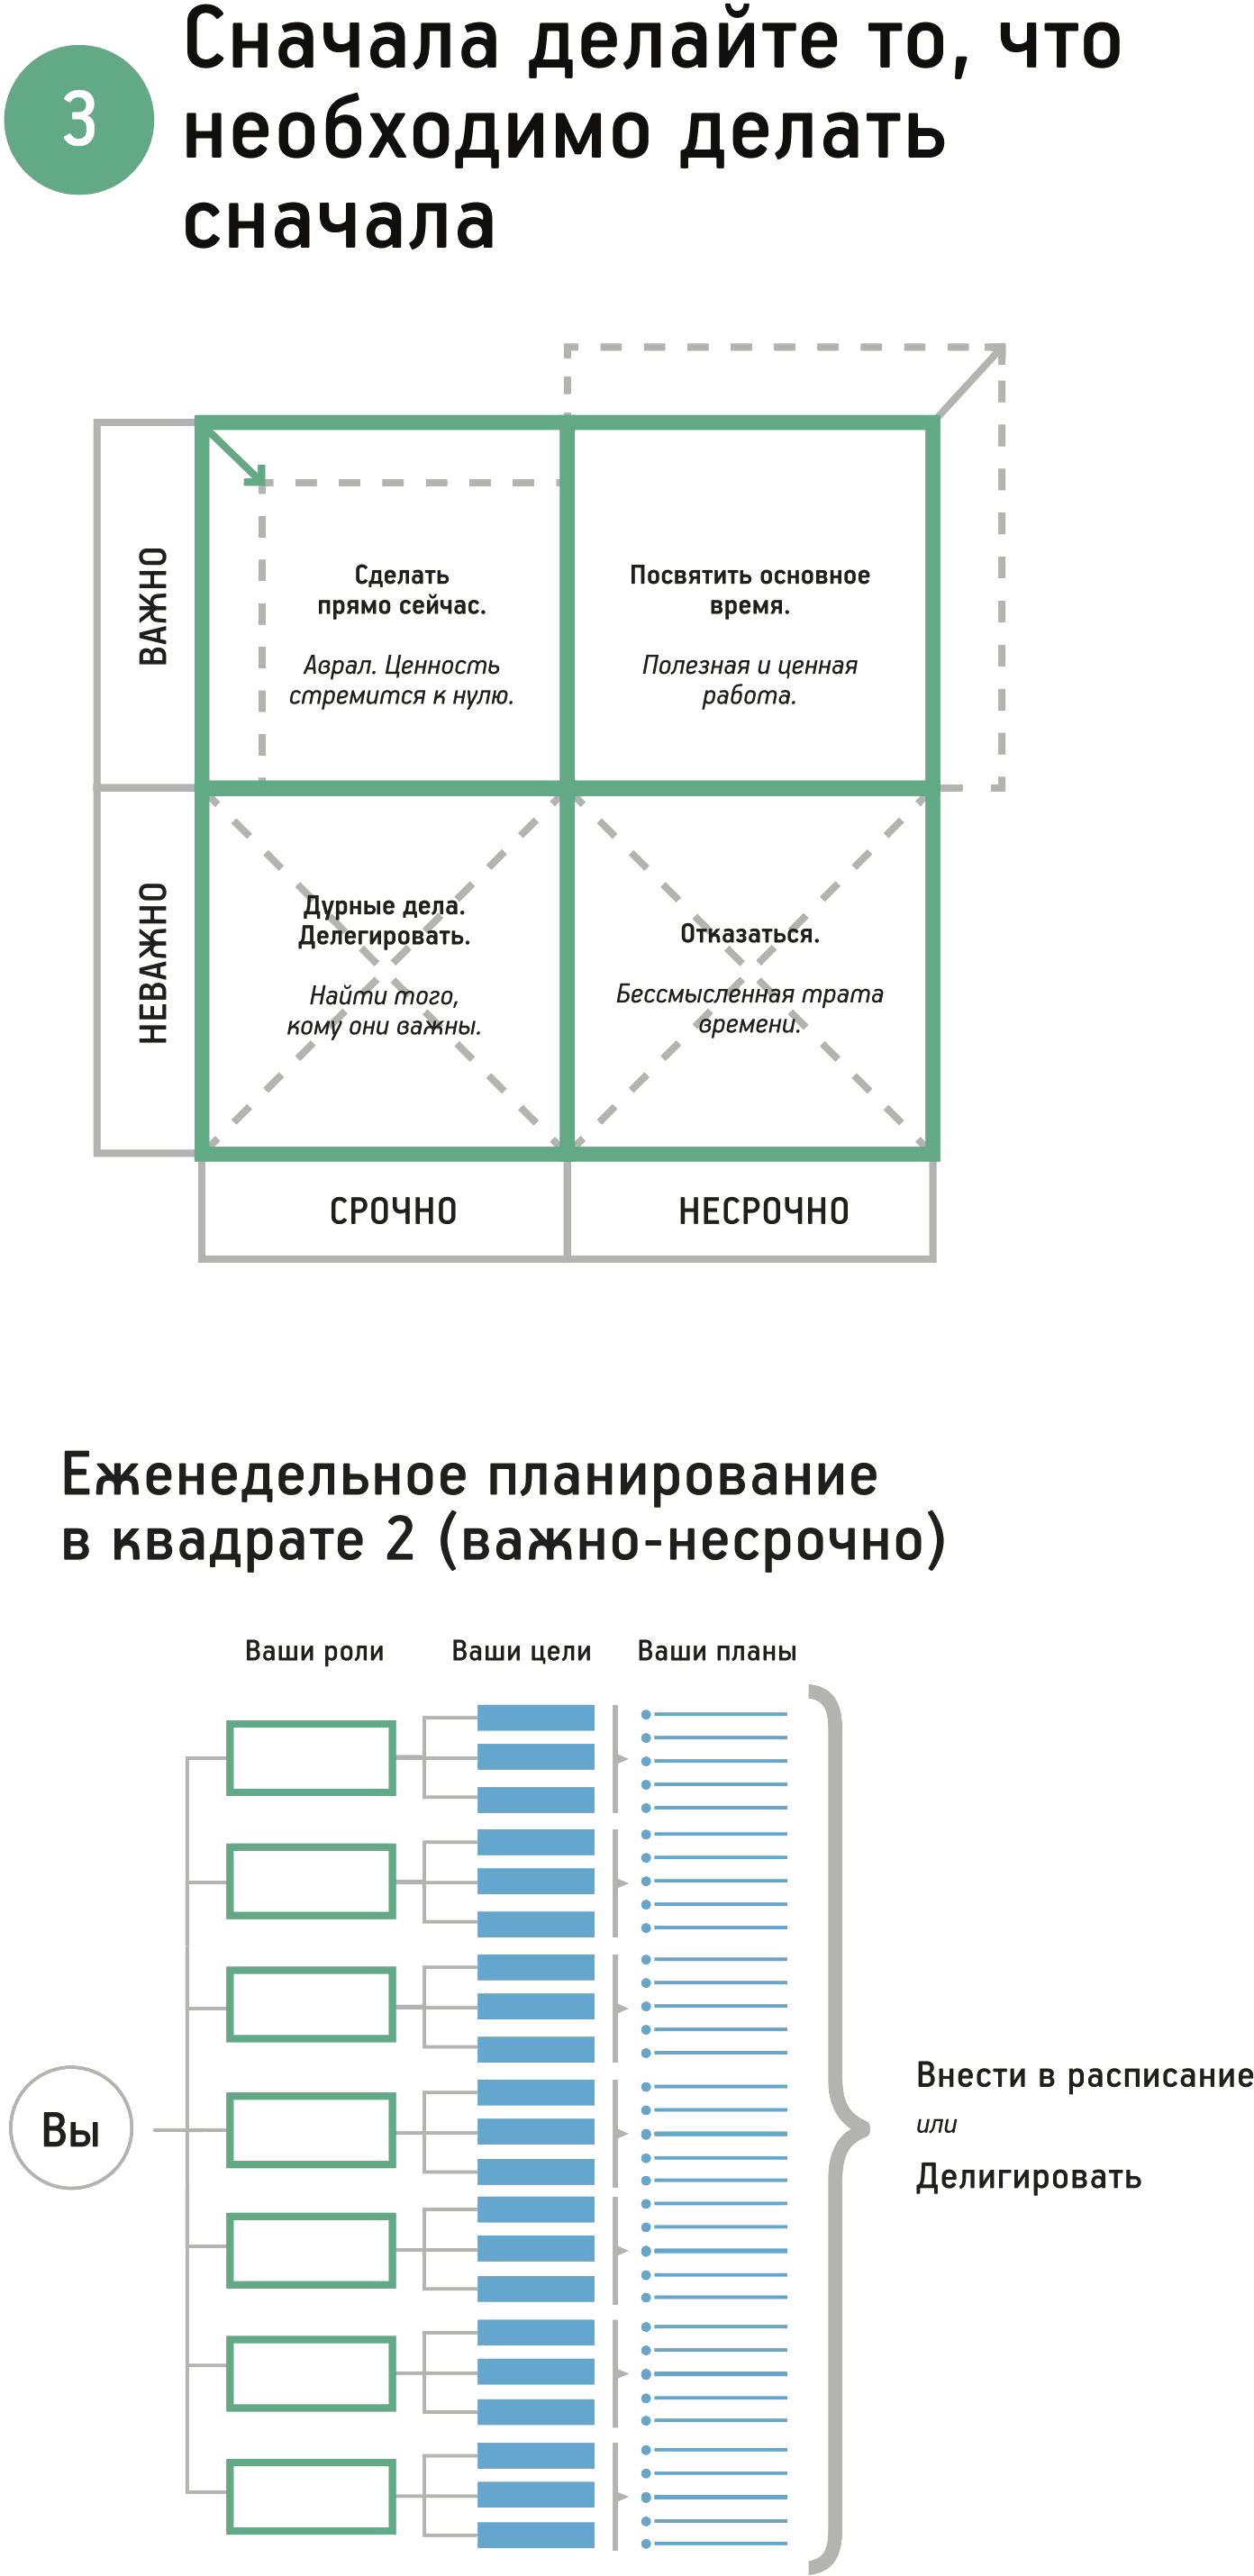 3
Сначала делайте то, что
необходимо делать
сначала
ВАЖНО
Сделать
прямо сейчас.
Аврал. Ценность
стремится к нулю.
Посвятить основное
время.
Полезная и ценная
работа.
НЕВАЖНО
Дурные дела.
Делегировать.
Найти того,
кому они важны.
Отказаться.
Бессмысленная трата
времени.
СРОЧНО
НЕСРОЧНО
Еженедельное планирование
в квадрате 2 (важно-несрочно)
Ваши роли
Ваши цели
Ваши планы
Вы
Внести в расписание
или
Делигировать